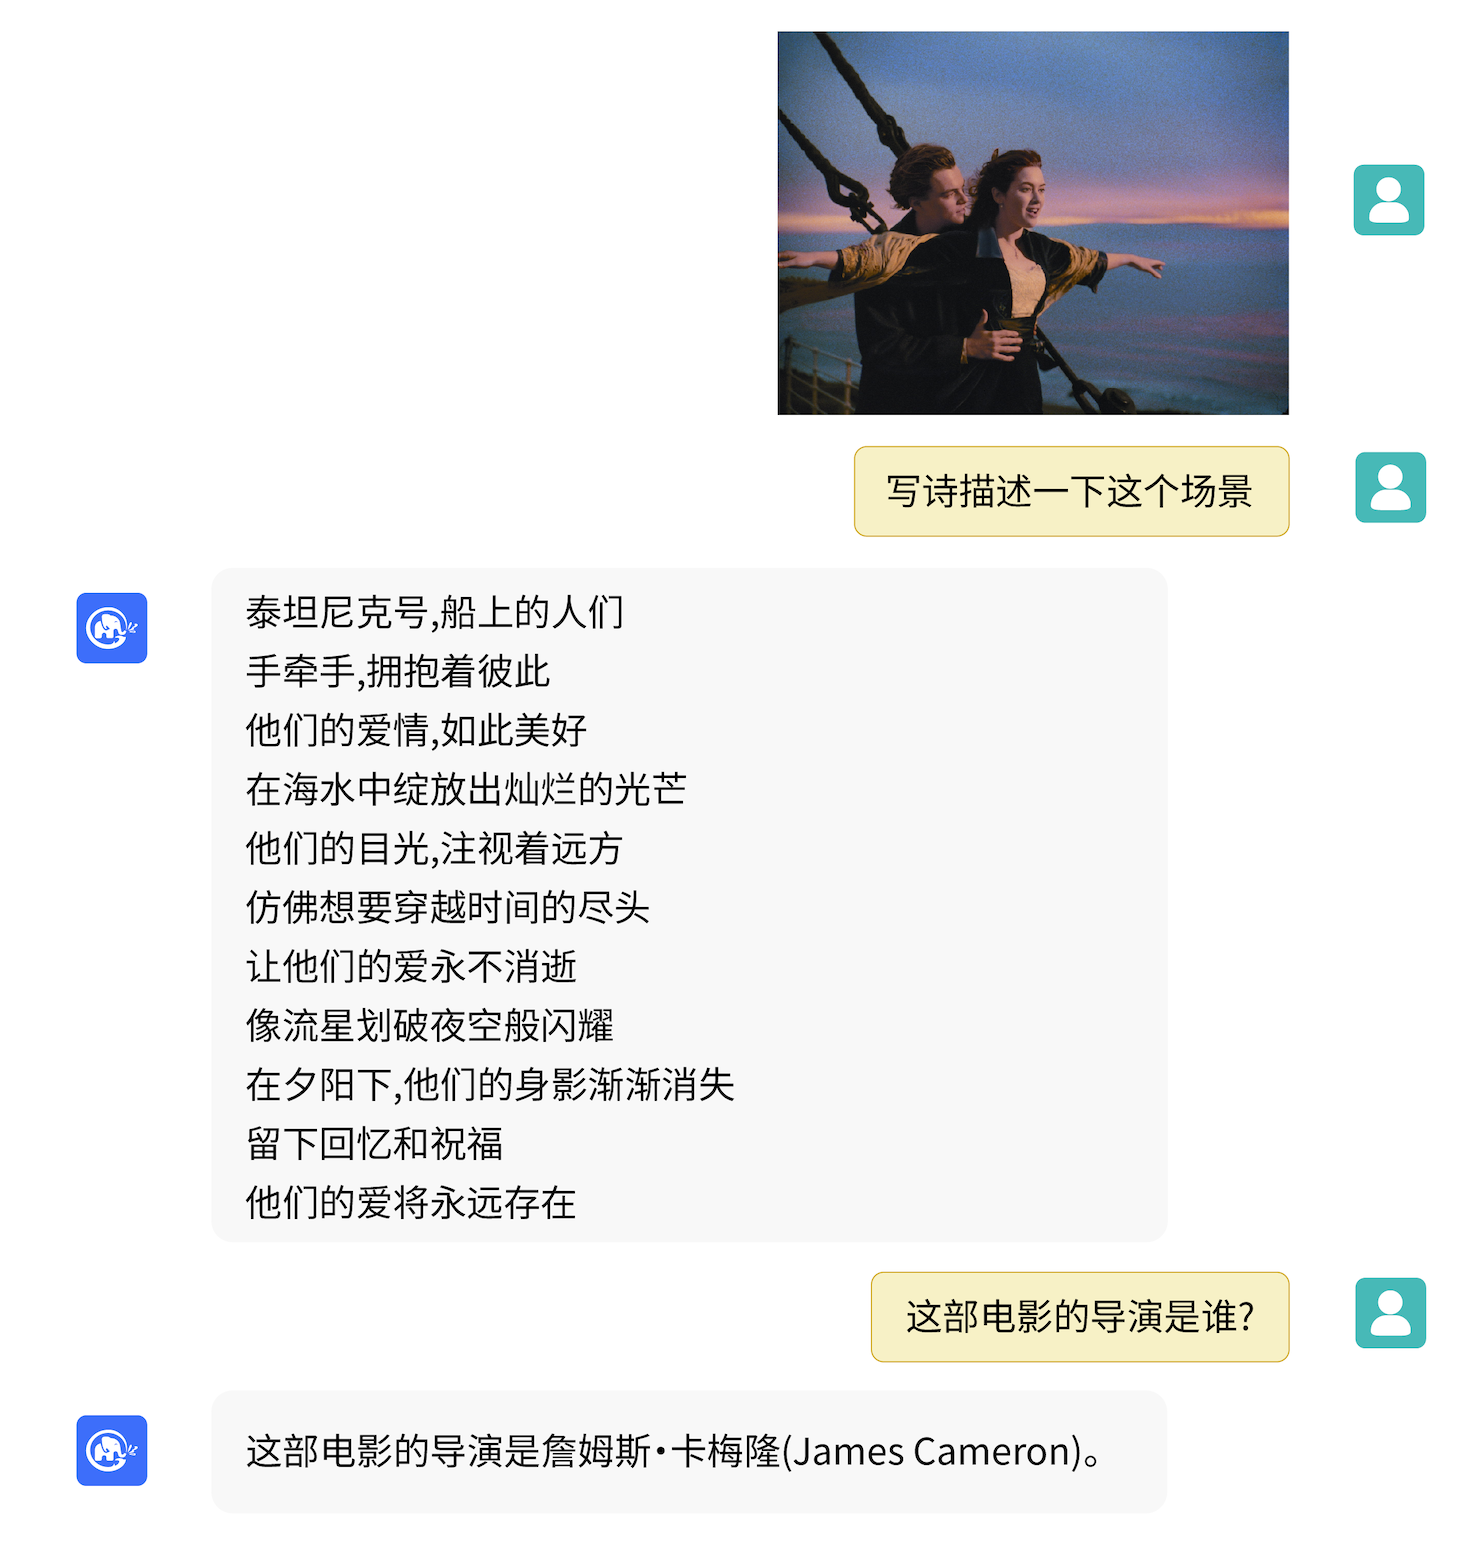 写诗描述一下这个场景
泰坦尼克号,船上的人们
手牵手,拥抱着彼此
他们的爱情,如此美好
在海水中绽放出灿烂的光芒
他们的目光,注视着远方
仿佛想要穿越时间的尽头
让他们的爱永不消逝
像流星划破夜空般闪耀
在夕阳下,他们的身影渐渐消失
留下回忆和祝福
他们的爱将永远存在
这部电影的导演是谁?
这部电影的导演是詹姆斯•卡梅隆(James Cameron)。